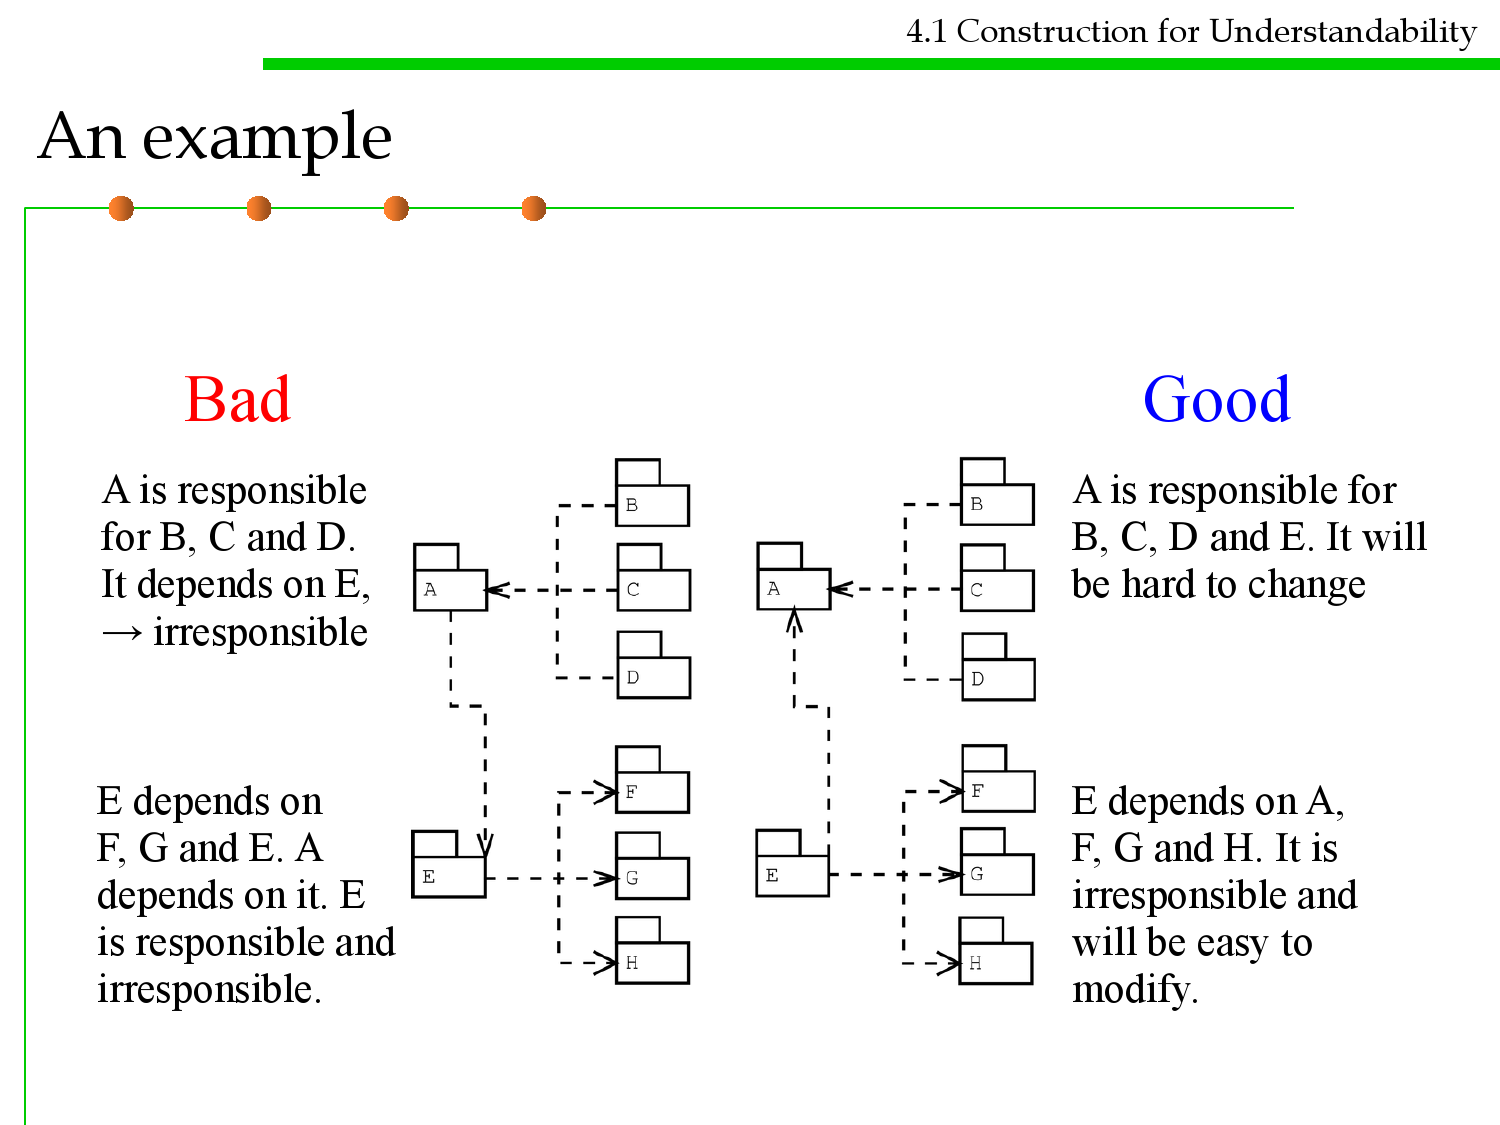 4.1 Construction for Understandability
An example
Bad
A is responsible
for B, C and D.
It depends on E,
→ irresponsible
E depends on
F, G and E. A
depends on it. E
is responsible and
irresponsible.
B
A
C
D
F
E
G
H
B
A
C
D
F
E
G
H
Good
A is responsible for
B, C, D and E. It will
be hard to change
E depends on A,
F, G and H. It is
irresponsible and
will be easy to
modify.